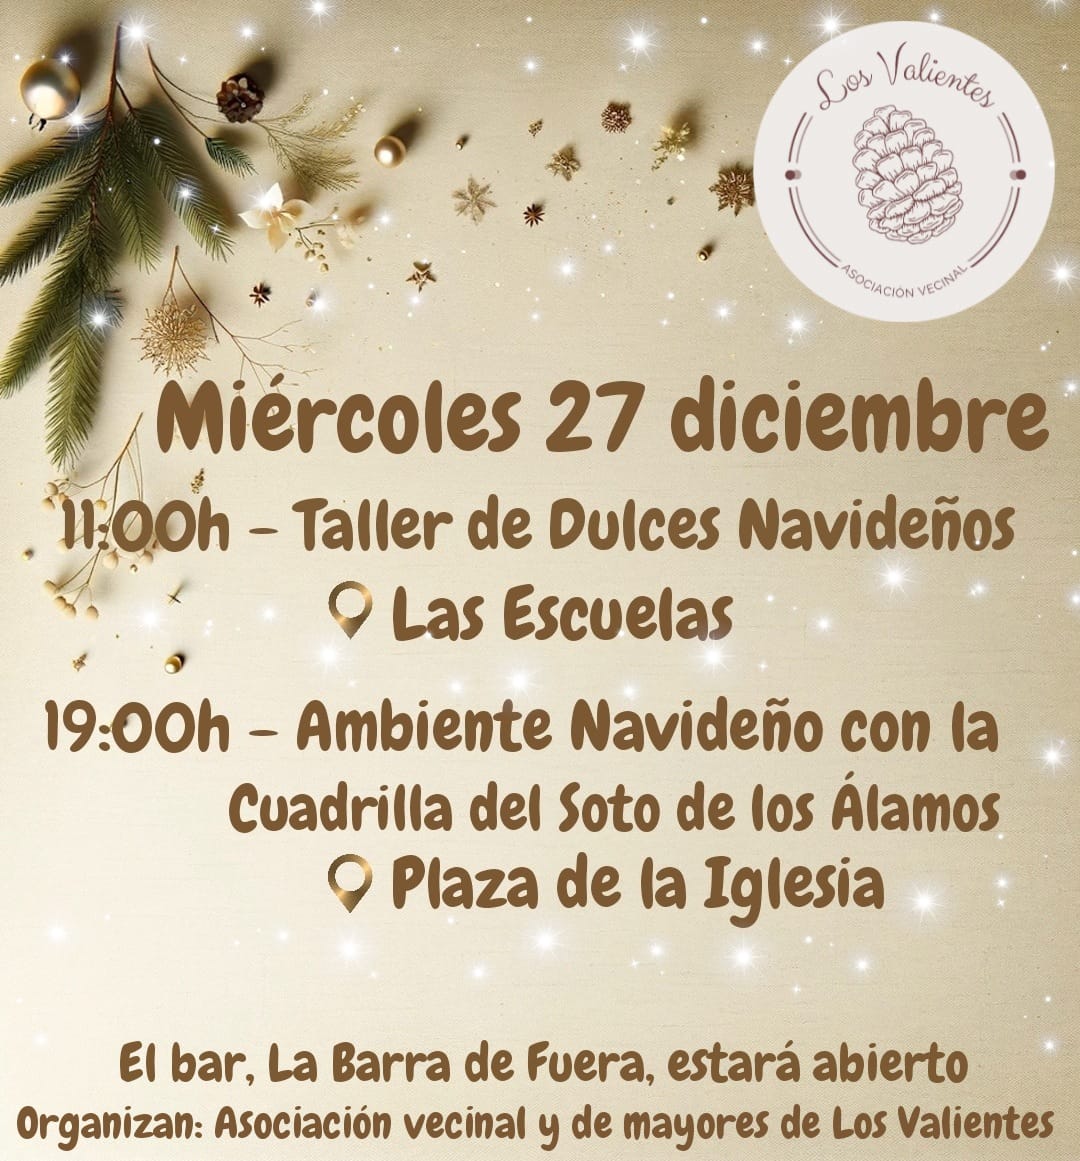 Los Valientes
ASOCIACIÓN VECINAL
Miércoles 27 diciembre
11:00h - Taller de Dulces Navideños
Las Escuelas
19:00h - Ambiente Navideño con la
Cuadrilla del Soto de los Álamos
Plaza de la Iglesia
El bar, La Barra de Fuera, estará abierto
Organizan: Asociación vecinal y de mayores de Los Valientes